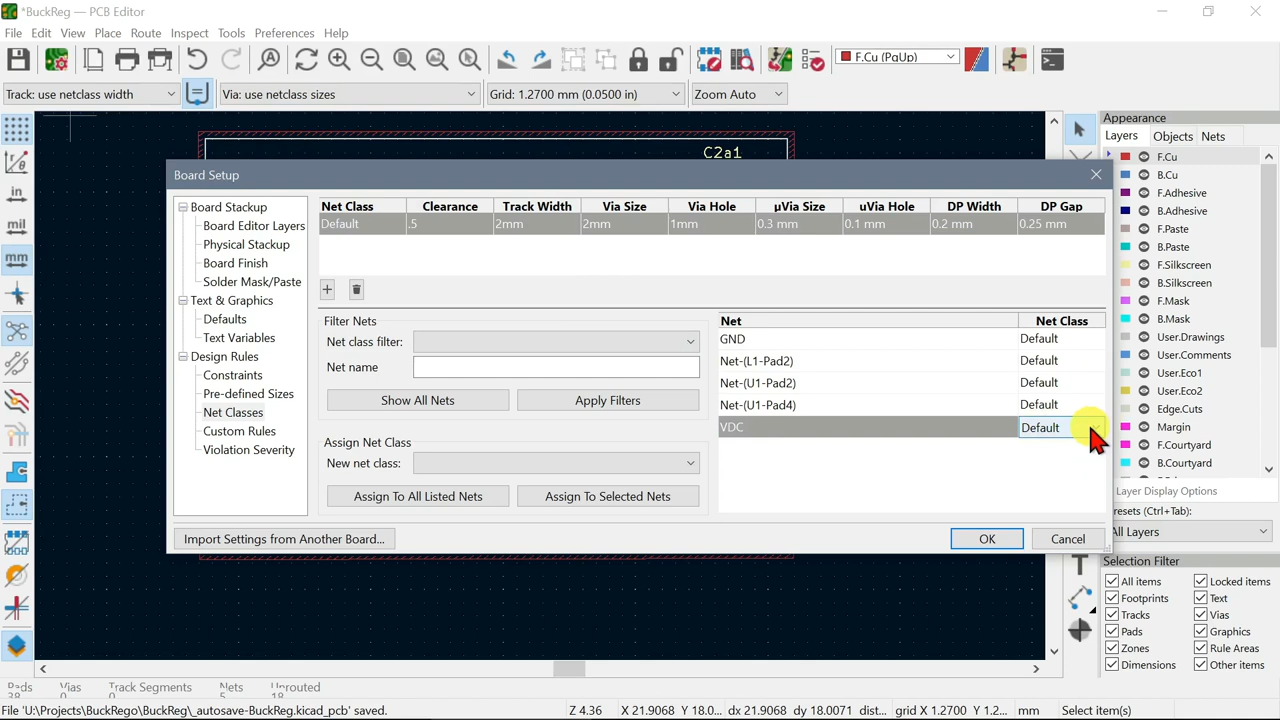 *BuckReg — PCB Editor
File Edit View Place Route Inspect Tools Preferences Help
F.Cu (PgUp)
Track: use netclass width
Via: use netclass sizes
Grid: 1.2700 mm (0.0500 in)
Zoom Auto
in
mil
mm
C2a1
Board Setup
Board Stackup
Board Editor Layers
Physical Stackup
Board Finish
Solder Mask/Paste
Text & Graphics
Defaults
Text Variables
Design Rules
Constraints
Pre-defined Sizes
Net Classes
Custom Rules
Violation Severity
Net Class Clearance Track Width Via Size Via Hole µVia Size uVia Hole DP Width DP Gap
Default .5 2mm 2mm 1mm 0.3 mm 0.1 mm 0.2 mm 0.25 mm
Filter Nets
Net class filter:
Net name
Show All Nets Apply Filters
Assign Net Class
New net class:
Assign To All Listed Nets Assign To Selected Nets
Net Net Class
GND Default
Net-(L1-Pad2) Default
Net-(U1-Pad2) Default
Net-(U1-Pad4) Default
VDC Default
Import Settings from Another Board...
OK Cancel
Appearance
Layers Objects Nets
F.Cu
B.Cu
F.Adhesive
B.Adhesive
F.Paste
B.Paste
F.Silkscreen
B.Silkscreen
F.Mask
B.Mask
User.Drawings
User.Comments
User.Eco1
User.Eco2
Edge.Cuts
Margin
F.Courtyard
B.Courtyard
Layer Display Options
resets (Ctrl+Tab):
All Layers
Selection Filter
All items Locked items
Footprints Text
Tracks Vias
Pads Graphics
Zones Rule Areas
Dimensions Other items
Pads Vias Track Segments Nets Unrouted
38 0 0 5 18
File 'U:\Projects\BuckRego\BuckReg\_autosave-BuckReg.kicad_pcb' saved.
Z 4.36 X 21.9068 Y 18.0... dx 21.9068 dy 18.0071 dist... grid X 1.2700 Y 1.2... mm Select item(s)